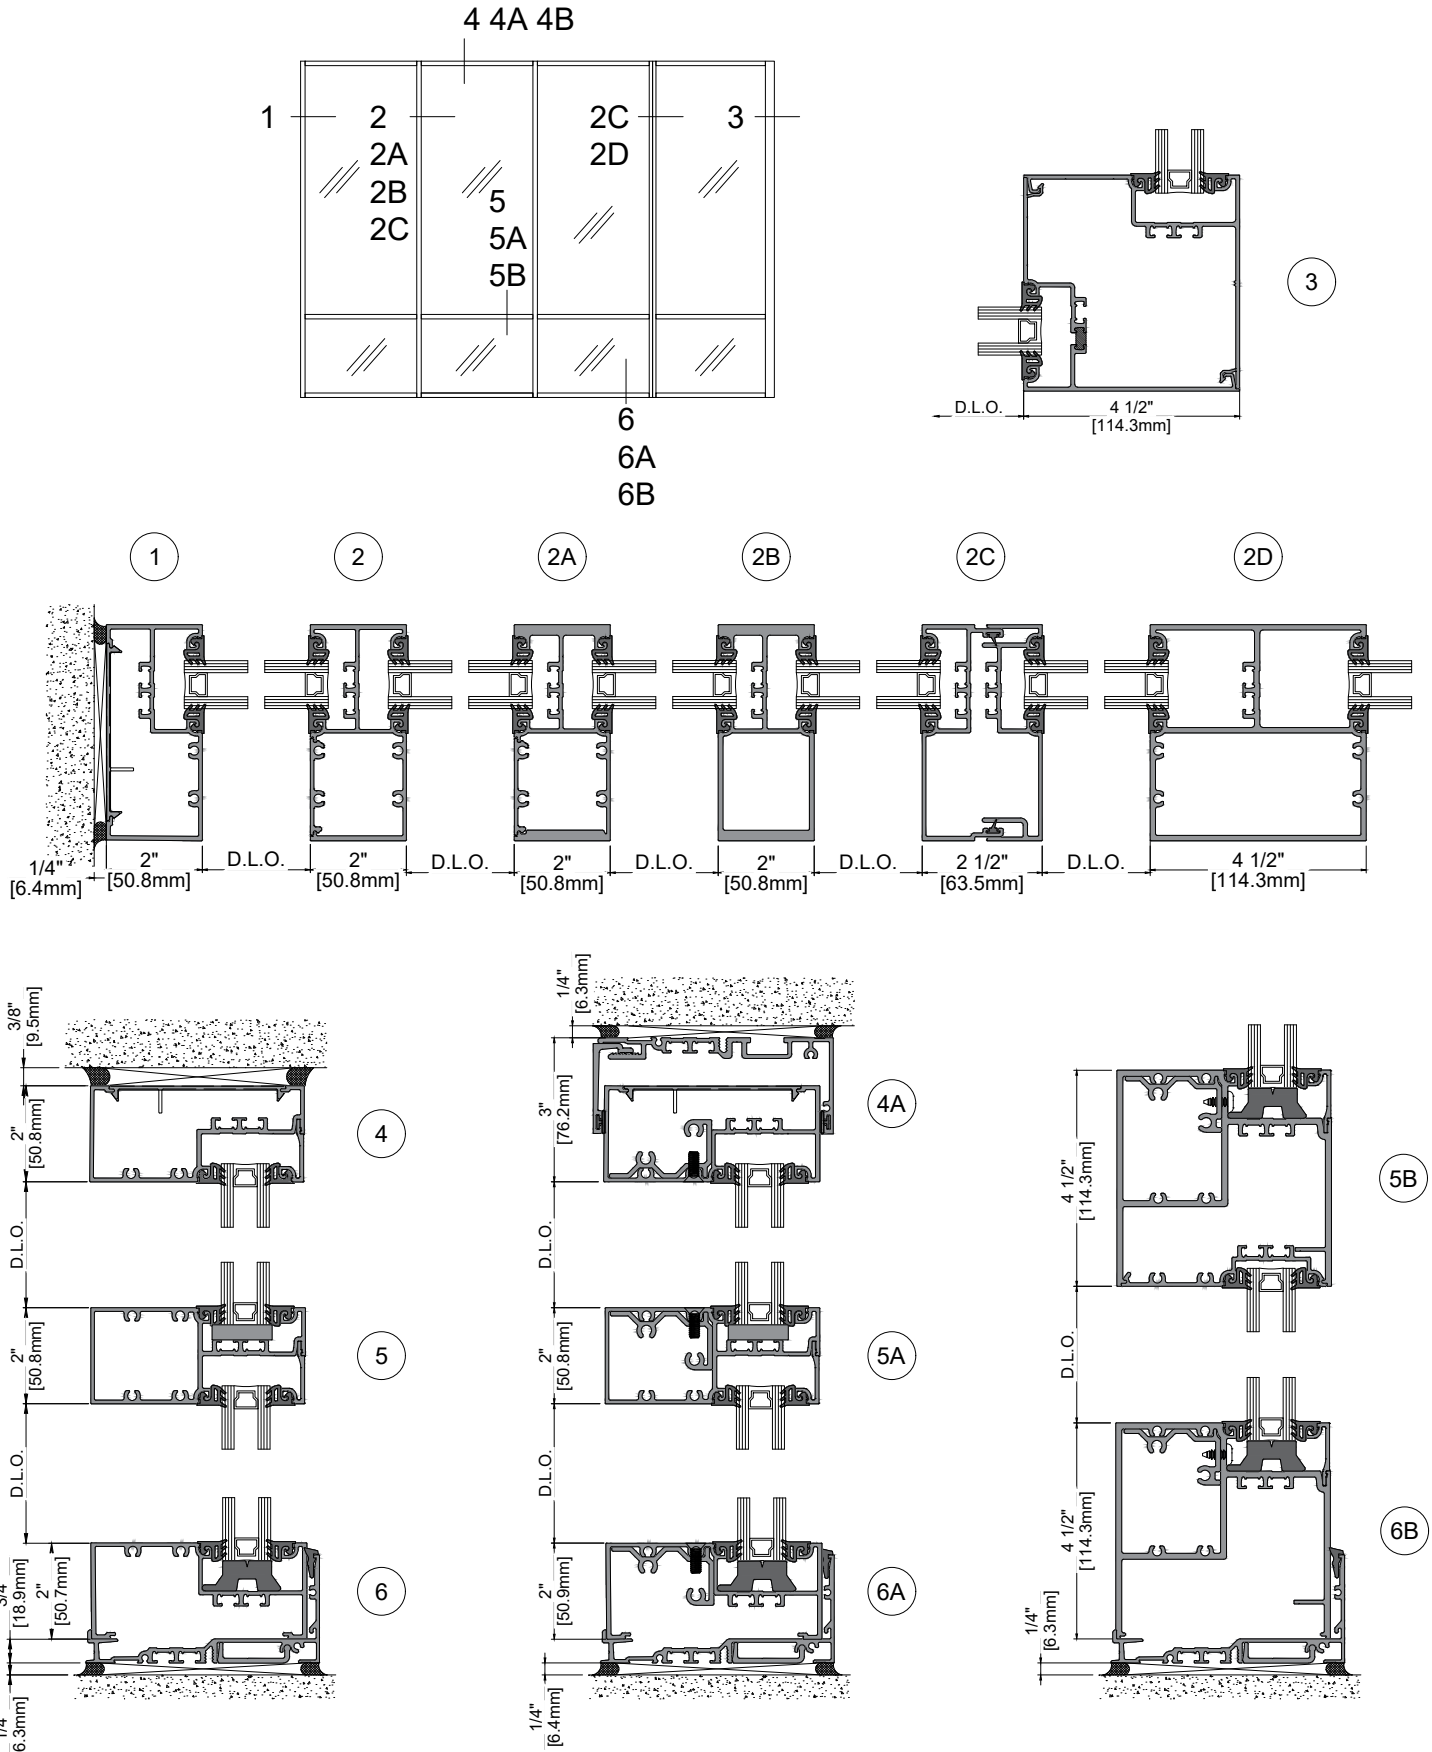 4 4A 4B
1
2
2A
2B
2C
2C
2D
3
5
5A
5B
6
6A
6B
3
D.L.O.
4 1/2"
[114.3mm]
1
2
2A
2B
2C
2D
1/4"
[6.4mm]
2"
[50.8mm]
D.L.O.
2"
[50.8mm]
D.L.O.
2"
[50.8mm]
D.L.O.
2"
[50.8mm]
D.L.O.
2 1/2"
[63.5mm]
D.L.O.
4 1/2"
[114.3mm]
3/8"
[9.5mm]
2"
[50.8mm]
4
D.L.O.
2"
[50.8mm]
5
D.L.O.
3/4"
[18.9mm]
2"
[50.7mm]
6
1/4"
6.3mm]
1/4"
[6.3mm]
3"
[76.2mm]
4A
D.L.O.
2"
[50.8mm]
5A
D.L.O.
2"
[50.9mm]
6A
1/4"
[6.4mm]
4 1/2"
[114.3mm]
5B
D.L.O.
4 1/2"
[114.3mm]
6B
1/4"
[6.3mm]